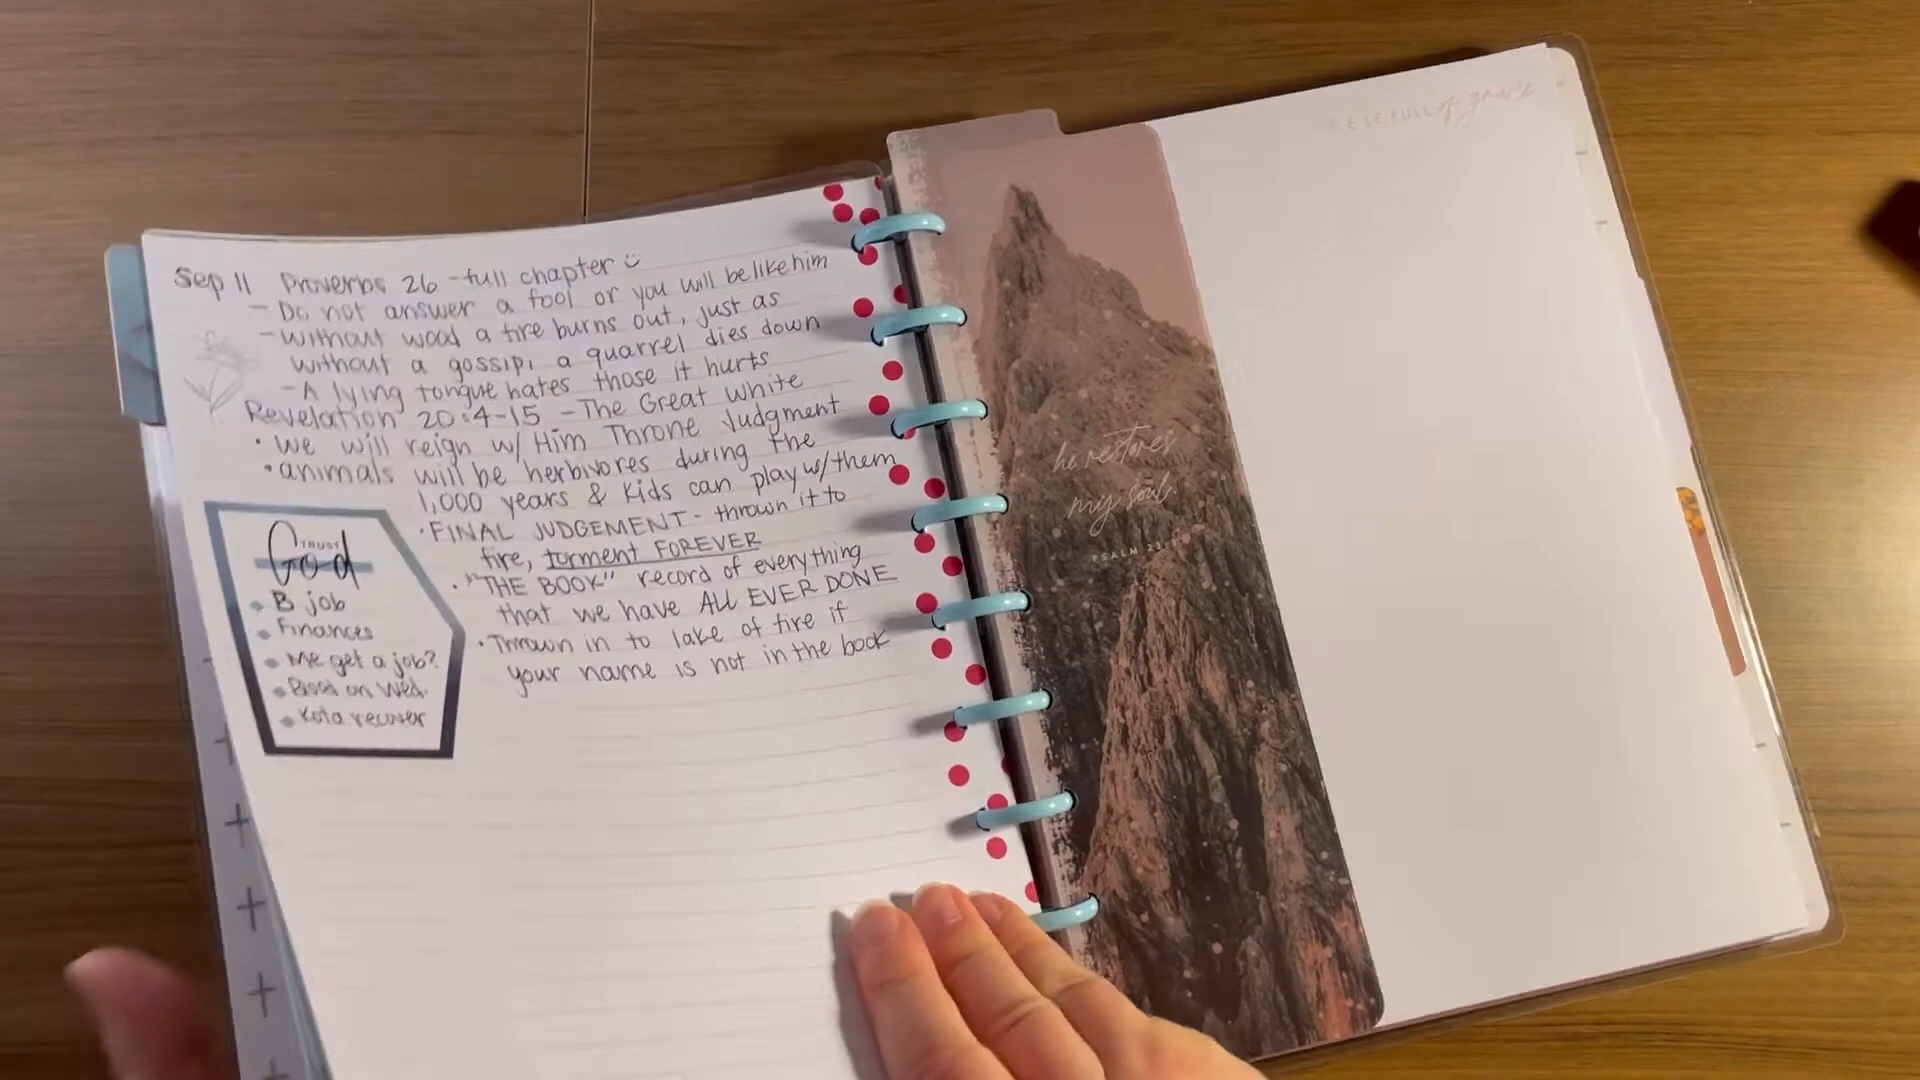 Sep 11 Proverbs 26 - full chapter
- Do not answer a fool or you will be like him
- Without wood a fire burns out, just as
without a gossip, a quarrel dies down
- A lying tongue hates those it hurts
Revelation 20:4-15 - The Great White
• We will reign w/ Him Throne Judgment
• animals will be herbivores during the
1,000 years & kids can play w/ them
• FINAL JUDGEMENT - thrown it to
fire, torment FOREVER
• "THE BOOK" record of everything
that we have ALL EVER DONE
• Thrown in to lake of fire if
your name is not in the book
TRUST
God
• B job
• Finances
• Me get a job?
on Wed.
• Kota recover
he restores
my soul.
PSALM
FULL of grace